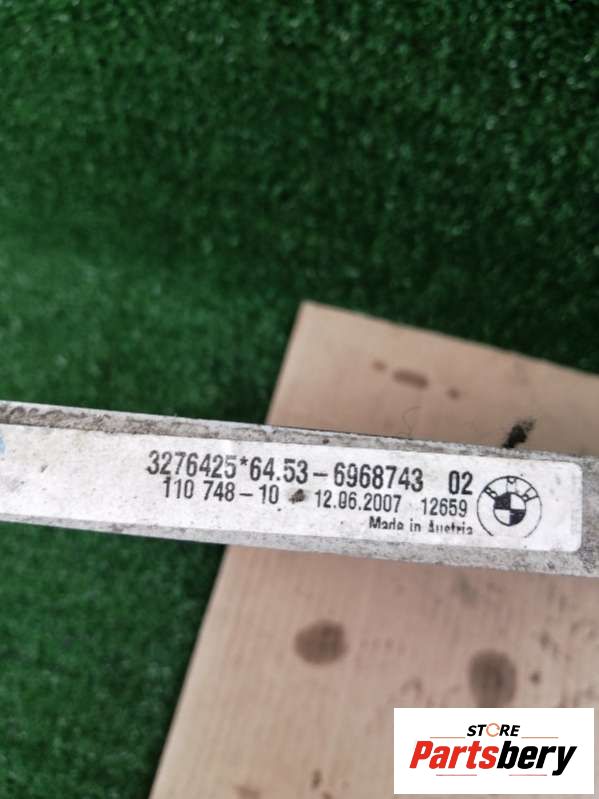 3276425*64.53-6968743 02
110 748-10 12.06.2007 12659
Made in Austria
BMW
STORE
Partsbery